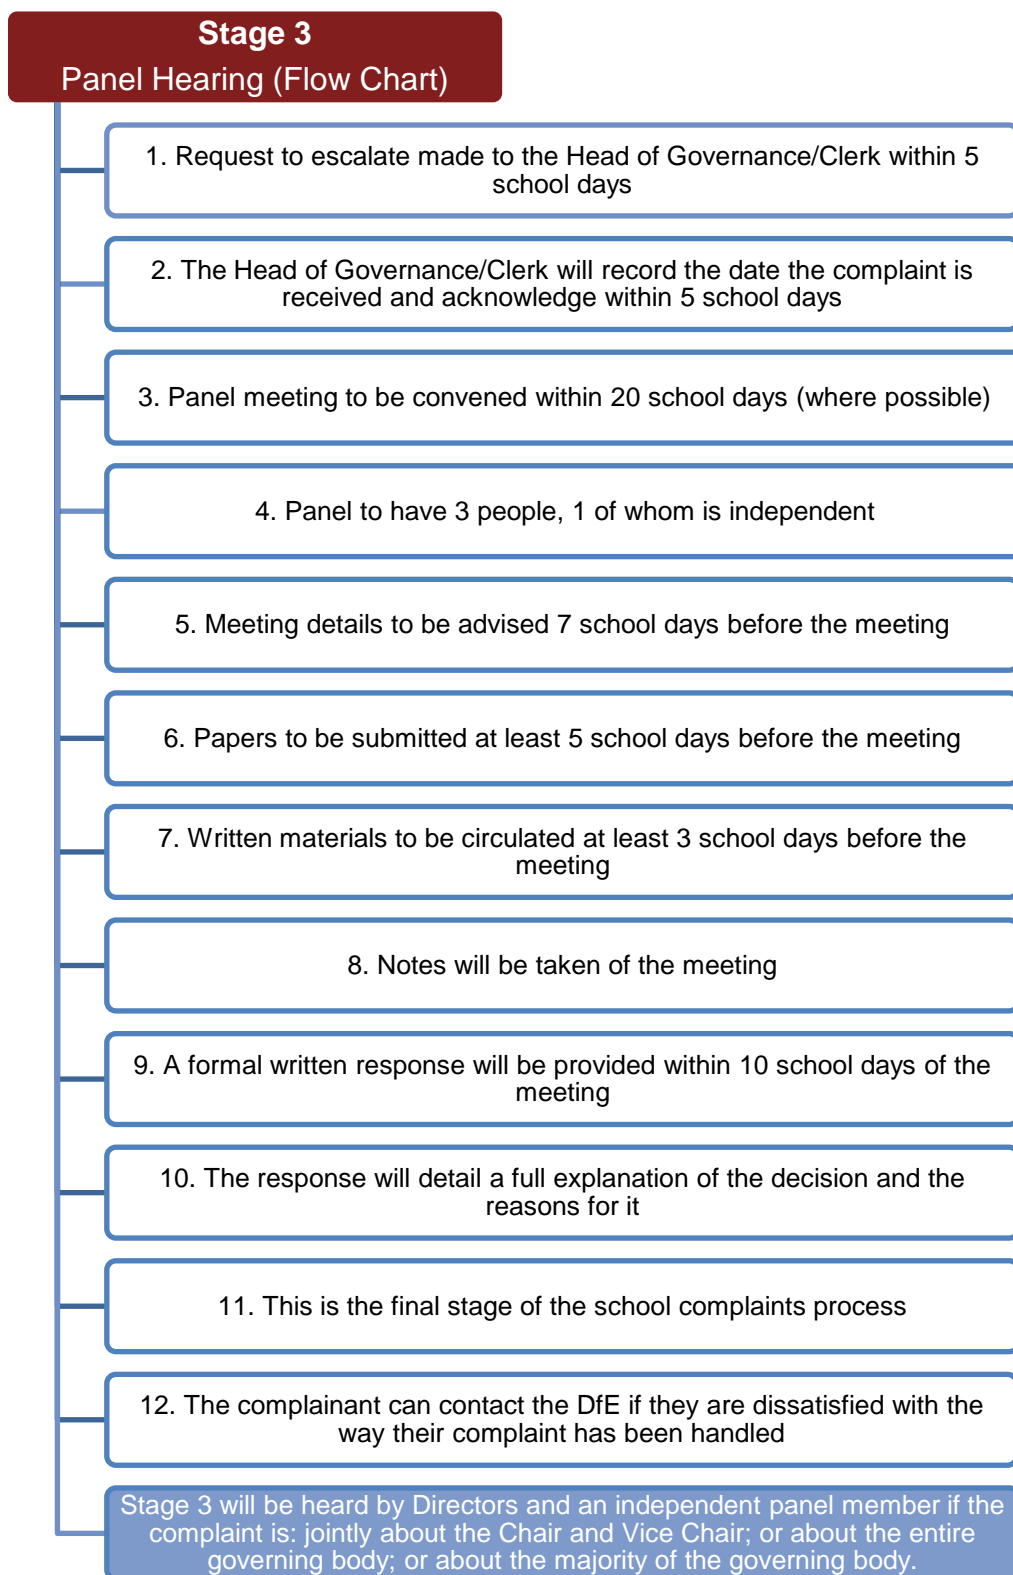 Stage 3
Panel Hearing (Flow Chart)
1. Request to escalate made to the Head of Governance/Clerk within 5
school days
2. The Head of Governance/Clerk will record the date the complaint is
received and acknowledge within 5 school days
3. Panel meeting to be convened within 20 school days (where possible)
4. Panel to have 3 people, 1 of whom is independent
5. Meeting details to be advised 7 school days before the meeting
6. Papers to be submitted at least 5 school days before the meeting
7. Written materials to be circulated at least 3 school days before the
meeting
8. Notes will be taken of the meeting
9. A formal written response will be provided within 10 school days of the
meeting
10. The response will detail a full explanation of the decision and the
reasons for it
11. This is the final stage of the school complaints process
12. The complainant can contact the DfE if they are dissatisfied with the
way their complaint has been handled
Stage 3 will be heard by Directors and an independent panel member if the
complaint is: jointly about the Chair and Vice Chair; or about the entire
governing body; or about the majority of the governing body.